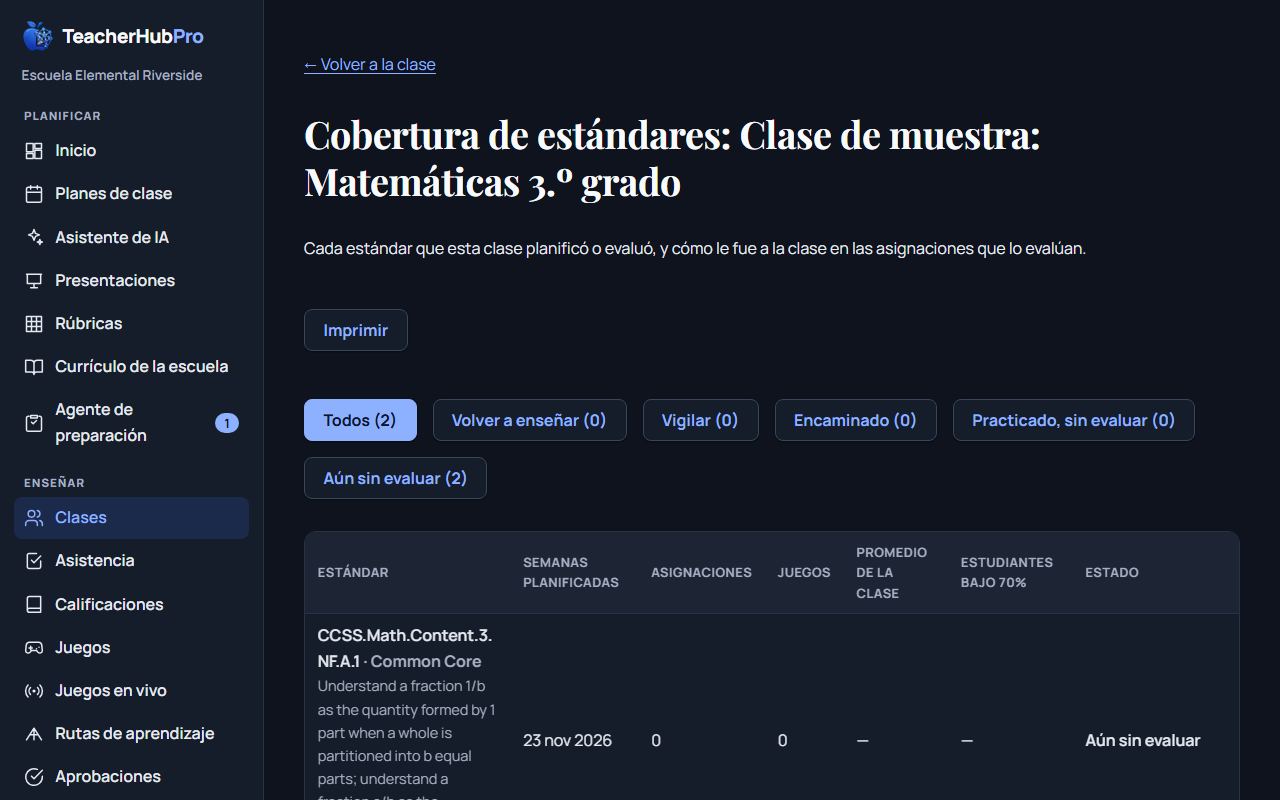 TeacherHubPro
Escuela Elemental Riverside
PLANIFICAR
Inicio
Planes de clase
Asistente de IA
Presentaciones
Rúbricas
Currículo de la escuela
Agente de
preparación
1
ENSEÑAR
Clases
Asistencia
Calificaciones
Juegos
Juegos en vivo
Rutas de aprendizaje
Aprobaciones
← Volver a la clase
Cobertura de estándares: Clase de muestra:
Matemáticas 3.º grado
Cada estándar que esta clase planificó o evaluó, y cómo le fue a la clase en las asignaciones que lo evalúan.
Imprimir
Todos (2)
Volver a enseñar (0)
Vigilar (0)
Encaminado (0)
Practicado, sin evaluar (0)
Aún sin evaluar (2)
ESTÁNDAR
SEMANAS
PLANIFICADAS
ASIGNACIONES
JUEGOS
PROMEDIO
DE LA
CLASE
ESTUDIANTES
BAJO 70%
ESTADO
CCSS.Math.Content.3.
NF.A.1 · Common Core
Understand a fraction 1/b
as the quantity formed by 1
part when a whole is
partitioned into b equal
parts; understand a
23 nov 2026
0
0
—
—
Aún sin evaluar